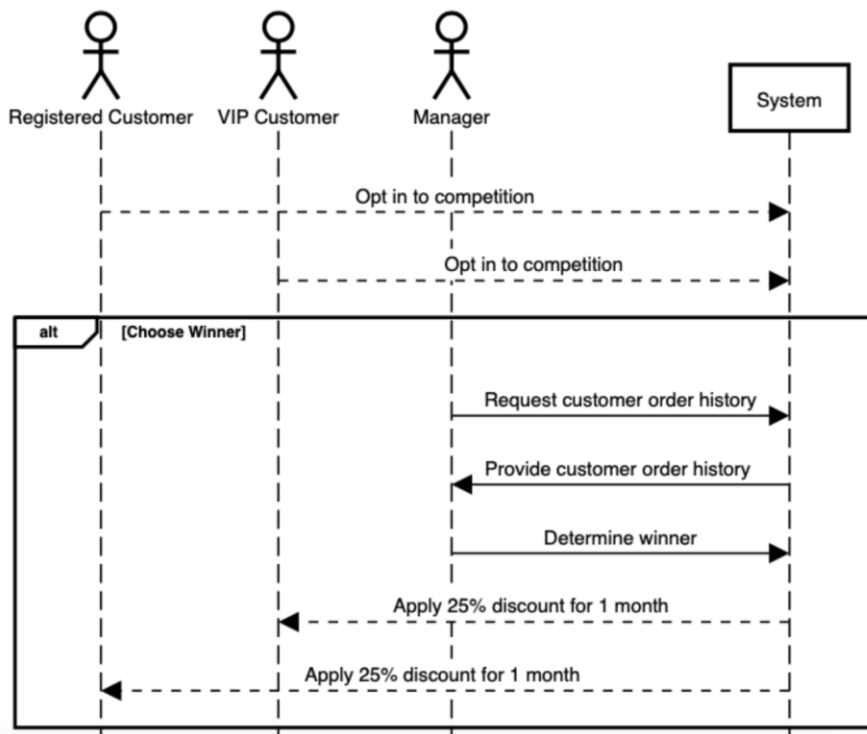 Registered Customer
VIP Customer
Manager
System
Opt in to competition
Opt in to competition
alt
[Choose Winner]
Request customer order history
Provide customer order history
Determine winner
Apply 25% discount for 1 month
Apply 25% discount for 1 month